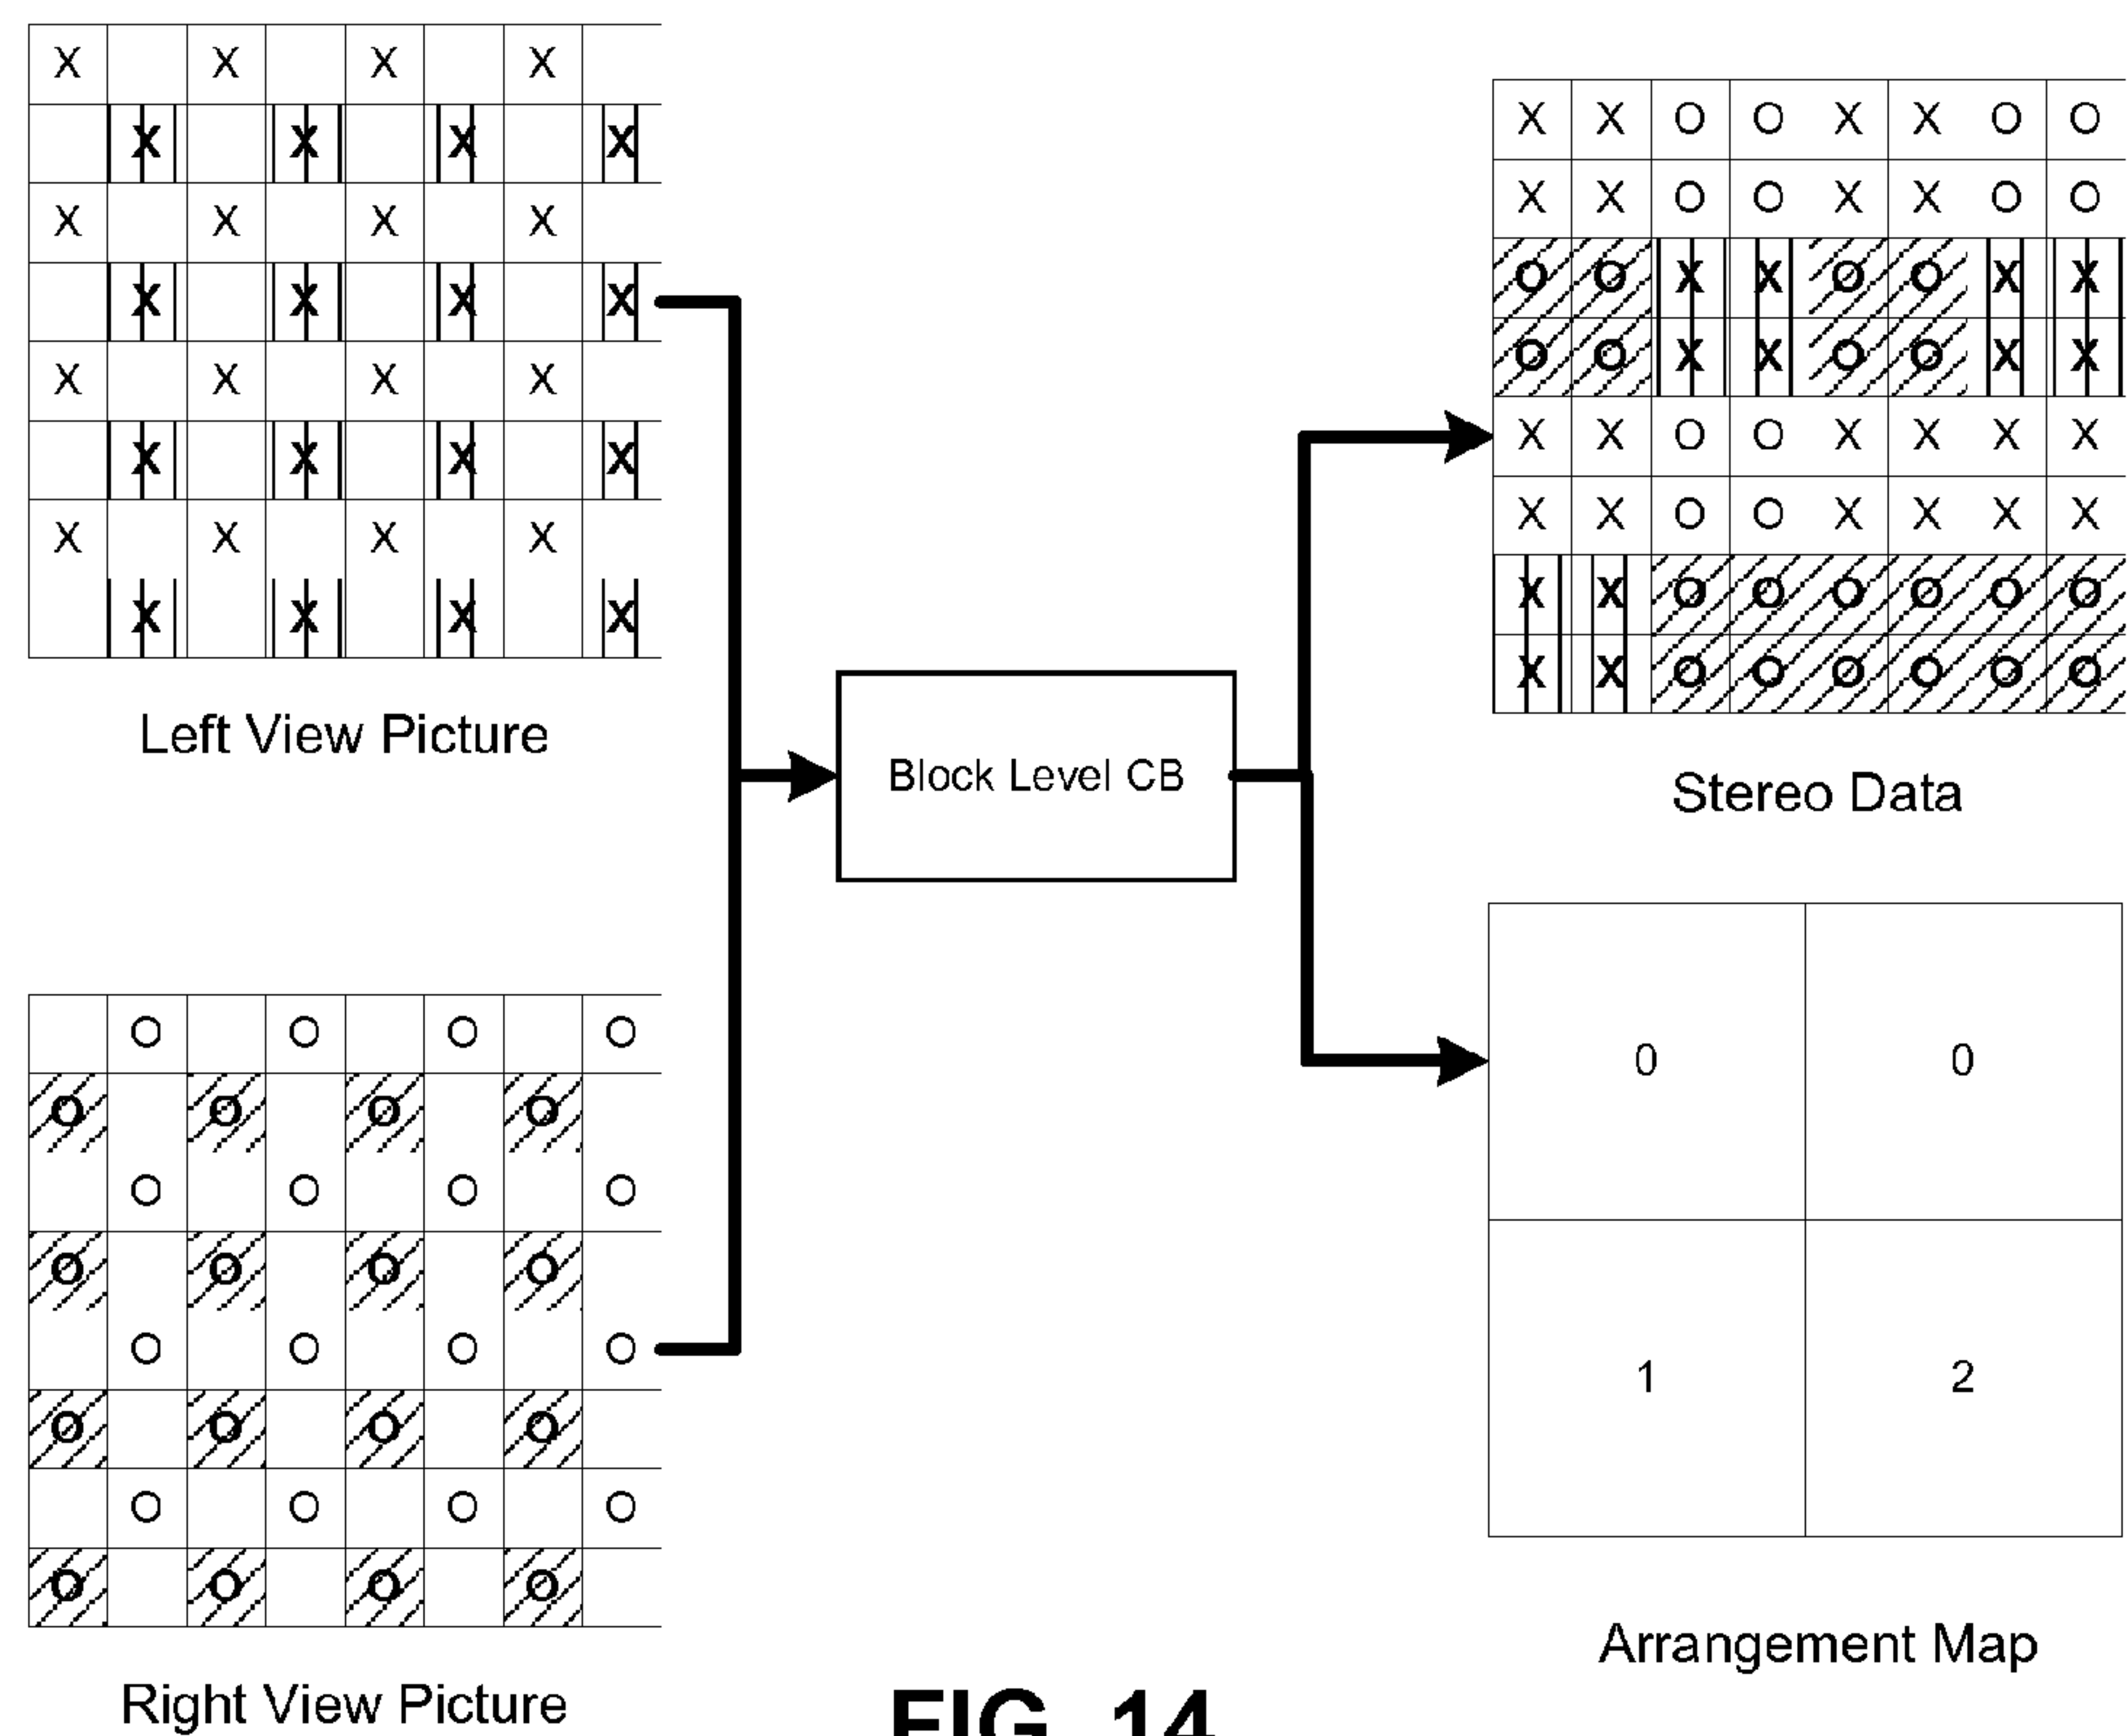 X X X X
X X X X
X X X X
X X X X
X X X X
X X X X
X X X X
X X X X
Left View Picture
O O O O
O O O O
O O O O
O O O O
O O O O
O O O O
O O O O
O O O O
Right View Picture
Block Level CB
X X O O X X O O
X X O O X X O O
O O X X O O X X
O O X X O O X X
X X O O X X X X
X X O O X X X X
X X O O O O O O
X X O O O O O O
Stereo Data
0 0
1 2
Arrangement Map
FIG. 14